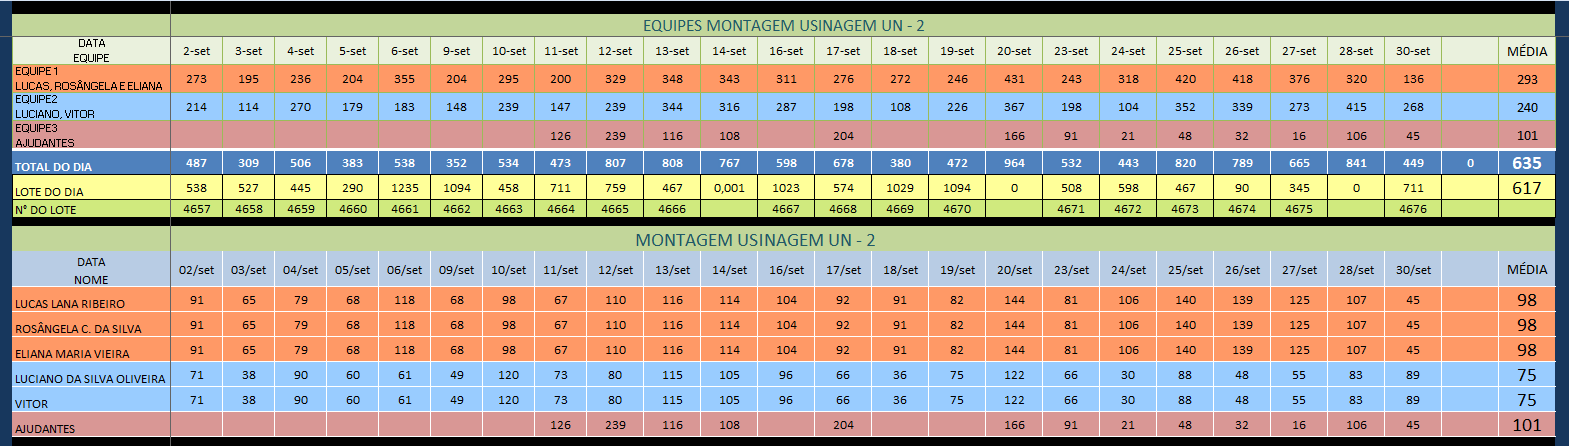 EQUIPES MONTAGEM USINAGEM UN - 2
DATA
EQUIPE 2-set 3-set 4-set 5-set 6-set 9-set 10-set 11-set 12-set 13-set 14-set 16-set 17-set 18-set 19-set 20-set 23-set 24-set 25-set 26-set 27-set 28-set 30-set MÉDIA
EQUIPE 1
LUCAS, ROSÂNGELA E ELIANA 273 195 236 204 355 204 295 200 329 348 343 311 276 272 246 431 243 318 420 418 376 320 136 293
EQUIPE2
LUCIANO, VITOR 214 114 270 179 183 148 239 147 239 344 316 287 198 108 226 367 198 104 352 339 273 415 268 240
EQUIPE3
AJUDANTES 126 239 116 108 204 166 91 21 48 32 16 106 45 101
TOTAL DO DIA 487 309 506 383 538 352 534 473 807 808 767 598 678 380 472 964 532 443 820 789 665 841 449 0 635
LOTE DO DIA 538 527 445 290 1235 1094 458 711 759 467 0,001 1023 574 1029 1094 0 508 598 467 90 345 0 711 617
N° DO LOTE 4657 4658 4659 4660 4661 4662 4663 4664 4665 4666 4667 4668 4669 4670 4671 4672 4673 4674 4675 4676
MONTAGEM USINAGEM UN - 2
DATA
NOME 02/set 03/set 04/set 05/set 06/set 09/set 10/set 11/set 12/set 13/set 14/set 16/set 17/set 18/set 19/set 20/set 23/set 24/set 25/set 26/set 27/set 28/set 30/set MÉDIA
LUCAS LANA RIBEIRO 91 65 79 68 118 68 98 67 110 116 114 104 92 91 82 144 81 106 140 139 125 107 45 98
ROSÂNGELA C. DA SILVA 91 65 79 68 118 68 98 67 110 116 114 104 92 91 82 144 81 106 140 139 125 107 45 98
ELIANA MARIA VIEIRA 91 65 79 68 118 68 98 67 110 116 114 104 92 91 82 144 81 106 140 139 125 107 45 98
LUCIANO DA SILVA OLIVEIRA 71 38 90 60 61 49 120 73 80 115 105 96 66 36 75 122 66 30 88 48 55 83 89 75
VITOR 71 38 90 60 61 49 120 73 80 115 105 96 66 36 75 122 66 30 88 48 55 83 89 75
AJUDANTES 126 239 116 108 204 166 91 21 48 32 16 106 45 101